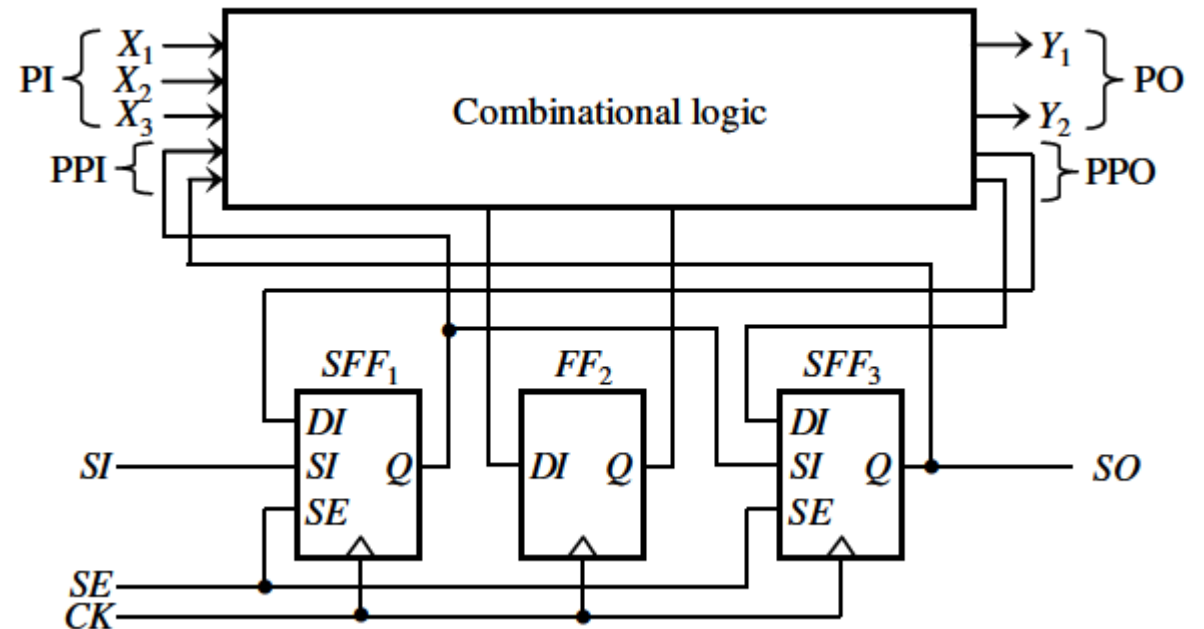 X₁ Y₁
PI X₂ PO
X₃ Combinational logic Y₂
PPI PPO
SFF₁ FF₂ SFF₃
DI DI
SI SI Q DI Q SI Q SO
SE SE
SE
CK